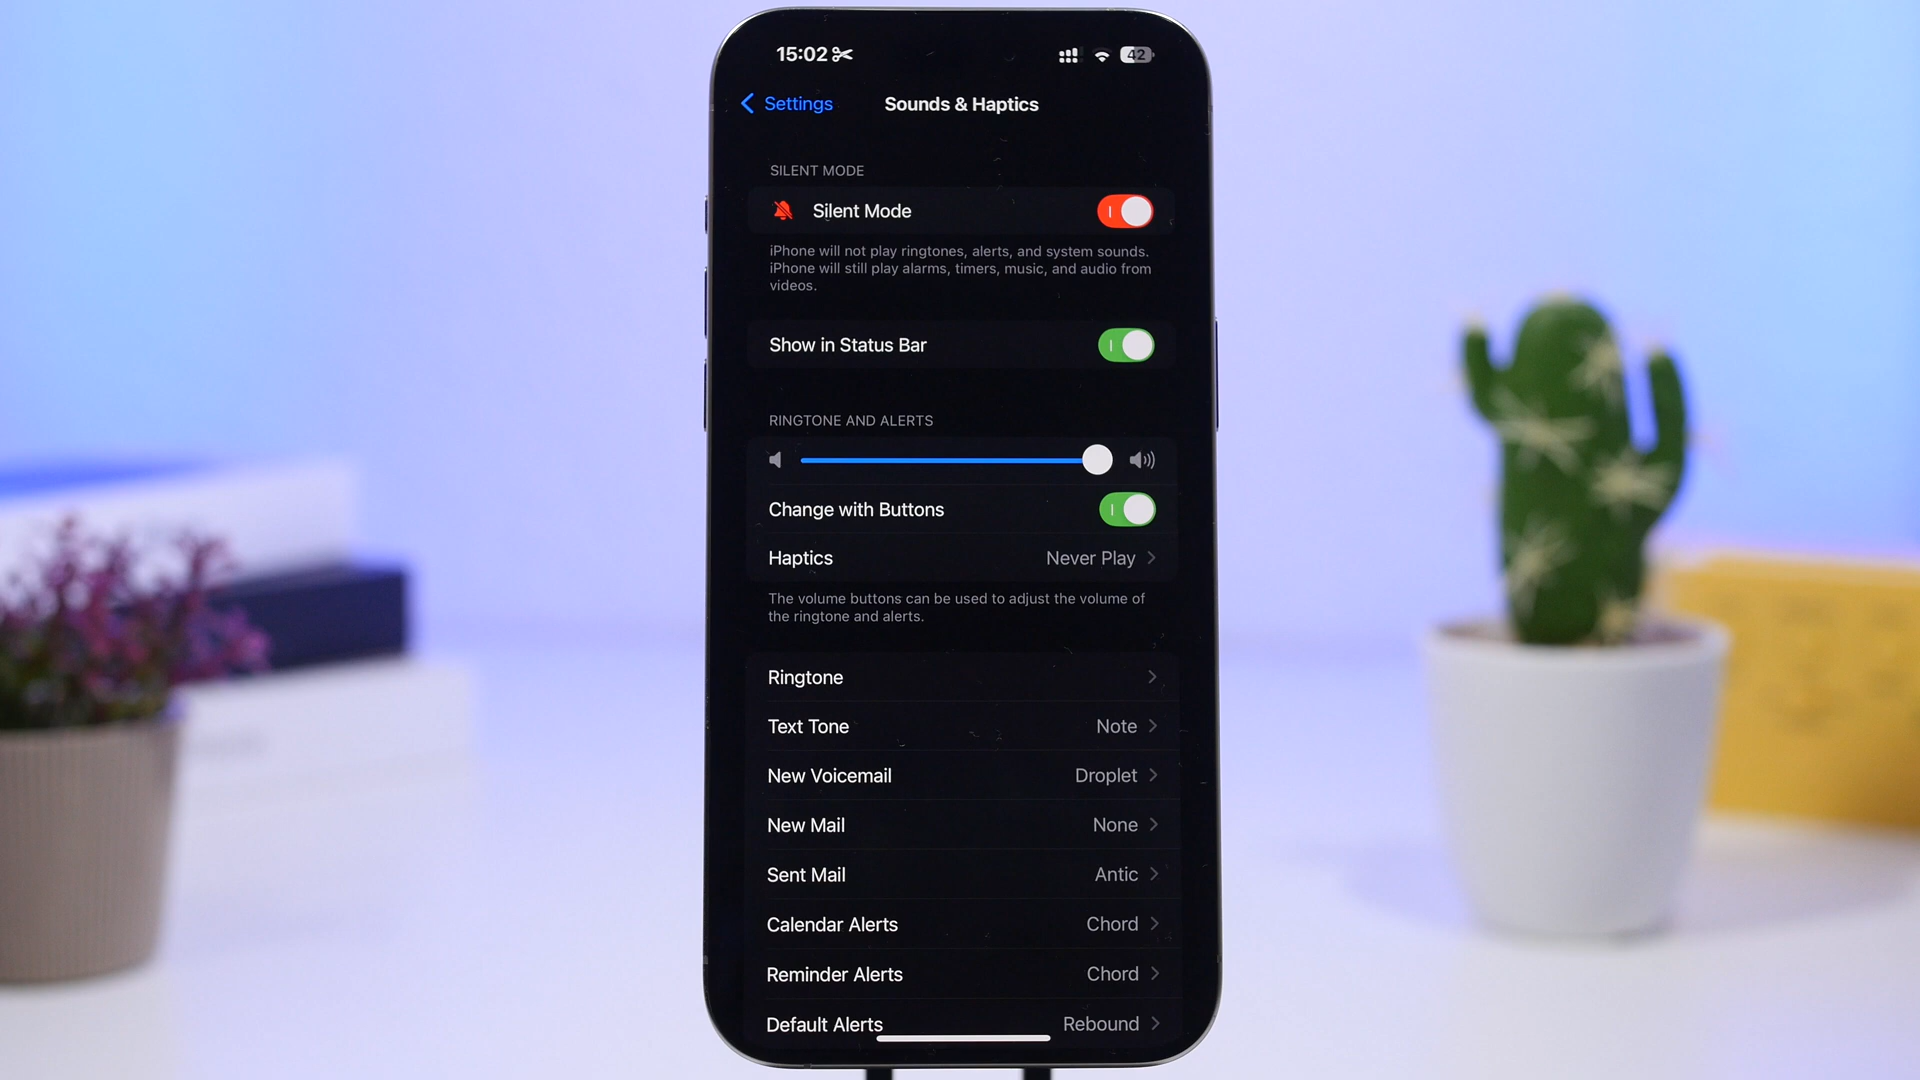 15:02
42
Settings
Sounds & Haptics
SILENT MODE
Silent Mode
iPhone will not play ringtones, alerts, and system sounds.
iPhone will still play alarms, timers, music, and audio from
videos.
Show in Status Bar
RINGTONE AND ALERTS
Change with Buttons
Haptics Never Play
The volume buttons can be used to adjust the volume of
the ringtone and alerts.
Ringtone
Text Tone Note
New Voicemail Droplet
New Mail None
Sent Mail Antic
Calendar Alerts Chord
Reminder Alerts Chord
Default Alerts Rebound